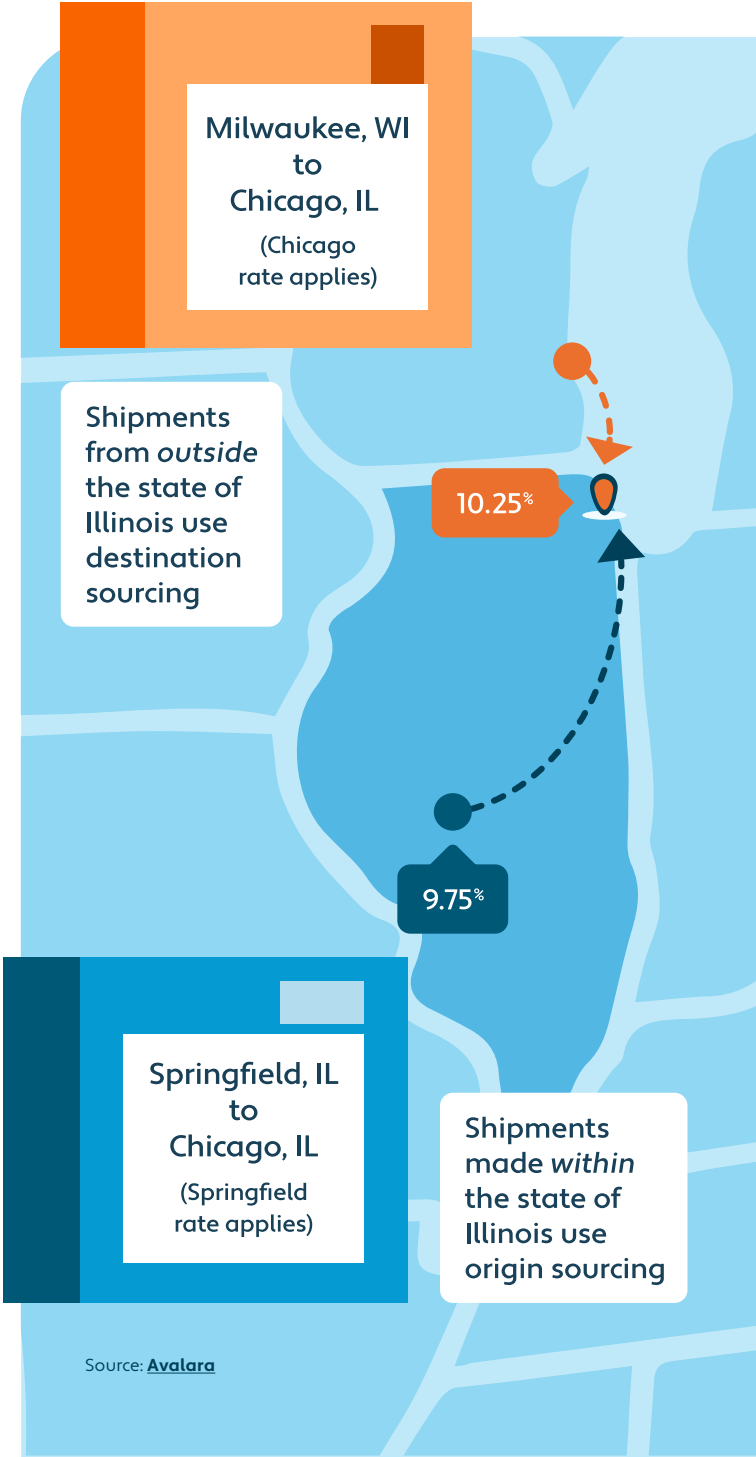 Milwaukee, WI
to
Chicago, IL
(Chicago
rate applies)
Shipments
from outside
the state of
Illinois use
destination
sourcing
10.25%
9.75%
Springfield, IL
to
Chicago, IL
(Springfield
rate applies)
Shipments
made within
the state of
Illinois use
origin sourcing
Source: Avalara